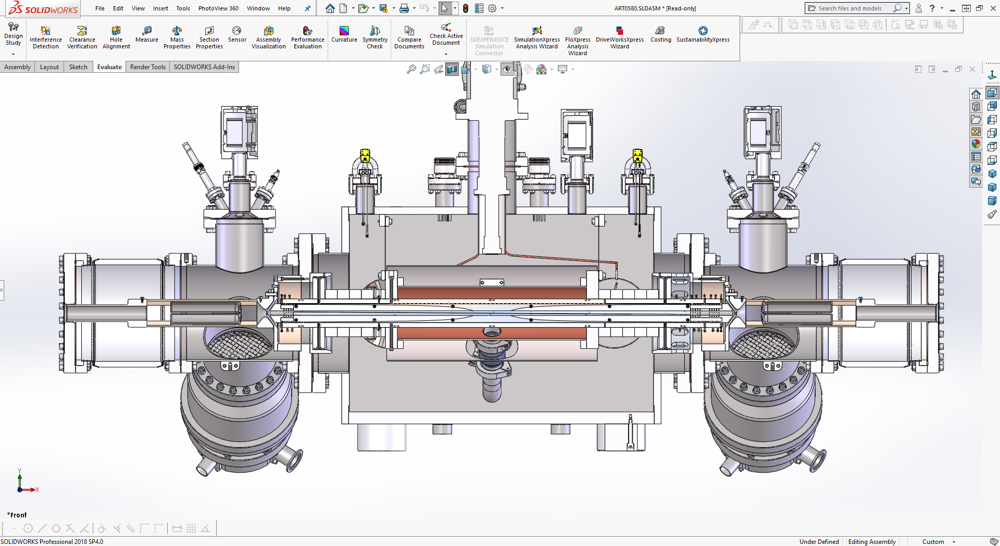 SOLIDWORKS File Edit View Insert Tools PhotoView 360 Window Help ART0580.SLDASM * [Read-only] Search files and models ?
Design Study
Interference Detection
Clearance Verification
Hole Alignment
Measure
Mass Properties
Section Properties
Sensor
Assembly Visualization
Performance Evaluation
Curvature
Symmetry Check
Compare Documents
Check Active Document
3DEXPERIENCE Simulation Connector
SimulationXpress Analysis Wizard
FloXpress Analysis Wizard
DriveWorksXpress Wizard
Costing
SustainabilityXpress
Assembly Layout Sketch Evaluate Render Tools SOLIDWORKS Add-Ins
Y
X
*Front
SOLIDWORKS Professional 2018 SP4.0 Under Defined Editing Assembly Custom